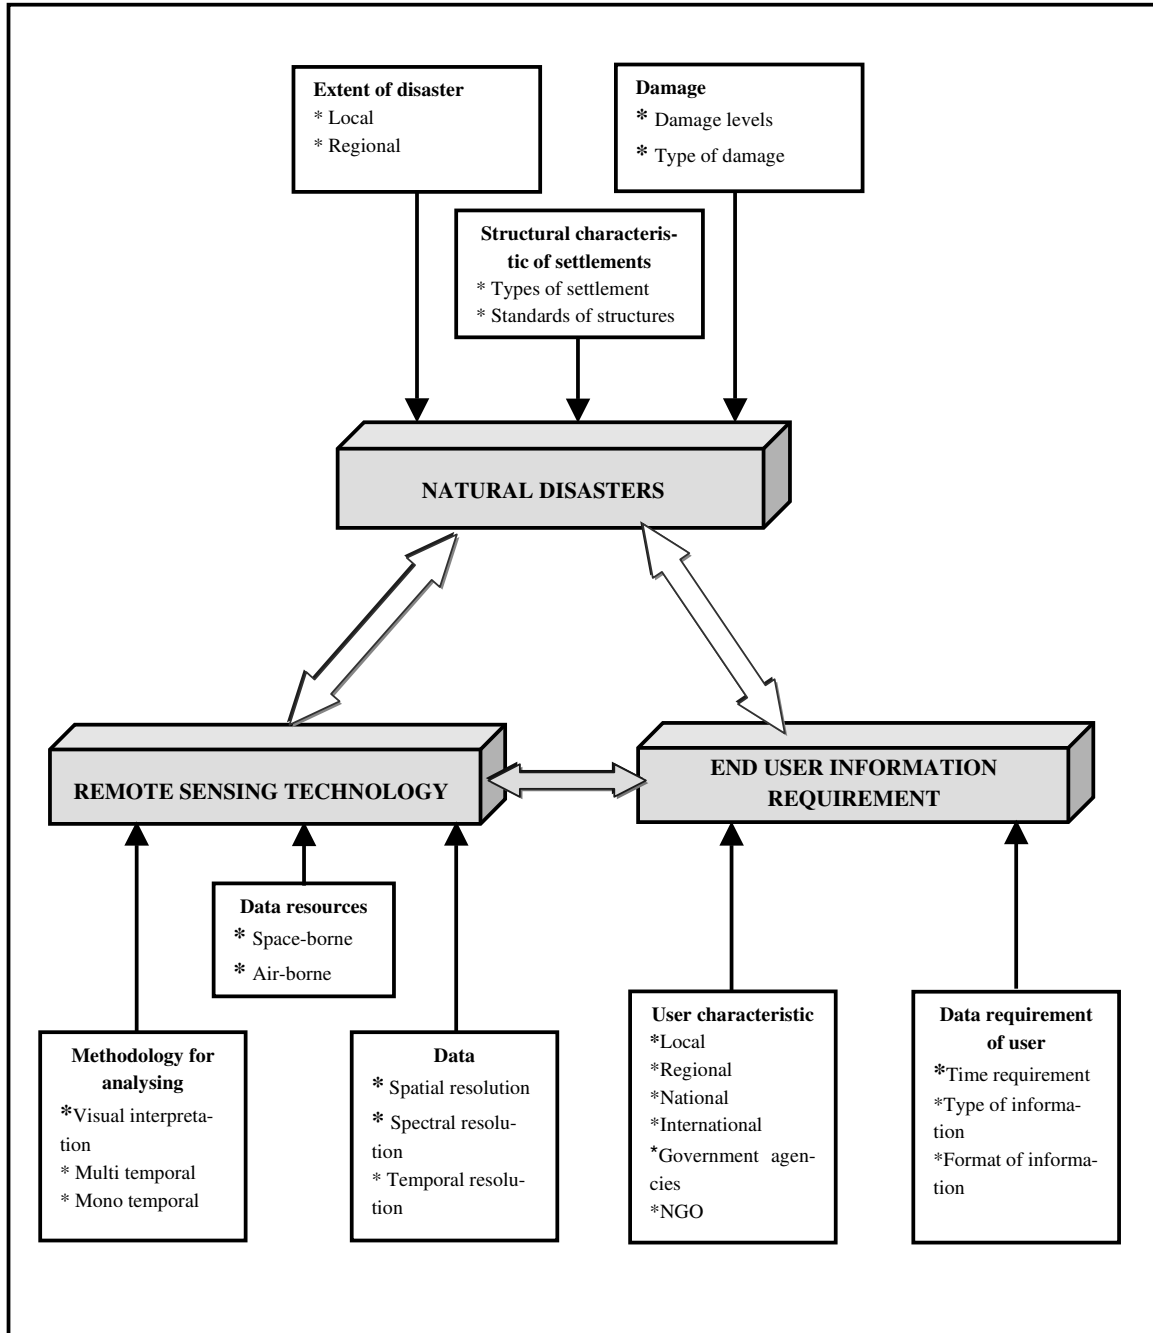 Extent of disaster
* Local
* Regional
Damage
* Damage levels
* Type of damage
Structural characteris-
tic of settlements
* Types of settlement
* Standards of structures
NATURAL DISASTERS
REMOTE SENSING TECHNOLOGY
END USER INFORMATION
REQUIREMENT
Data resources
* Space-borne
* Air-borne
Methodology for
analysing
*Visual interpreta-
tion
* Multi temporal
* Mono temporal
Data
* Spatial resolution
* Spectral resolu-
tion
* Temporal resolu-
tion
User characteristic
*Local
*Regional
*National
*International
*Government agen-
cies
*NGO
Data requirement
of user
*Time requirement
*Type of informa-
tion
*Format of informa-
tion